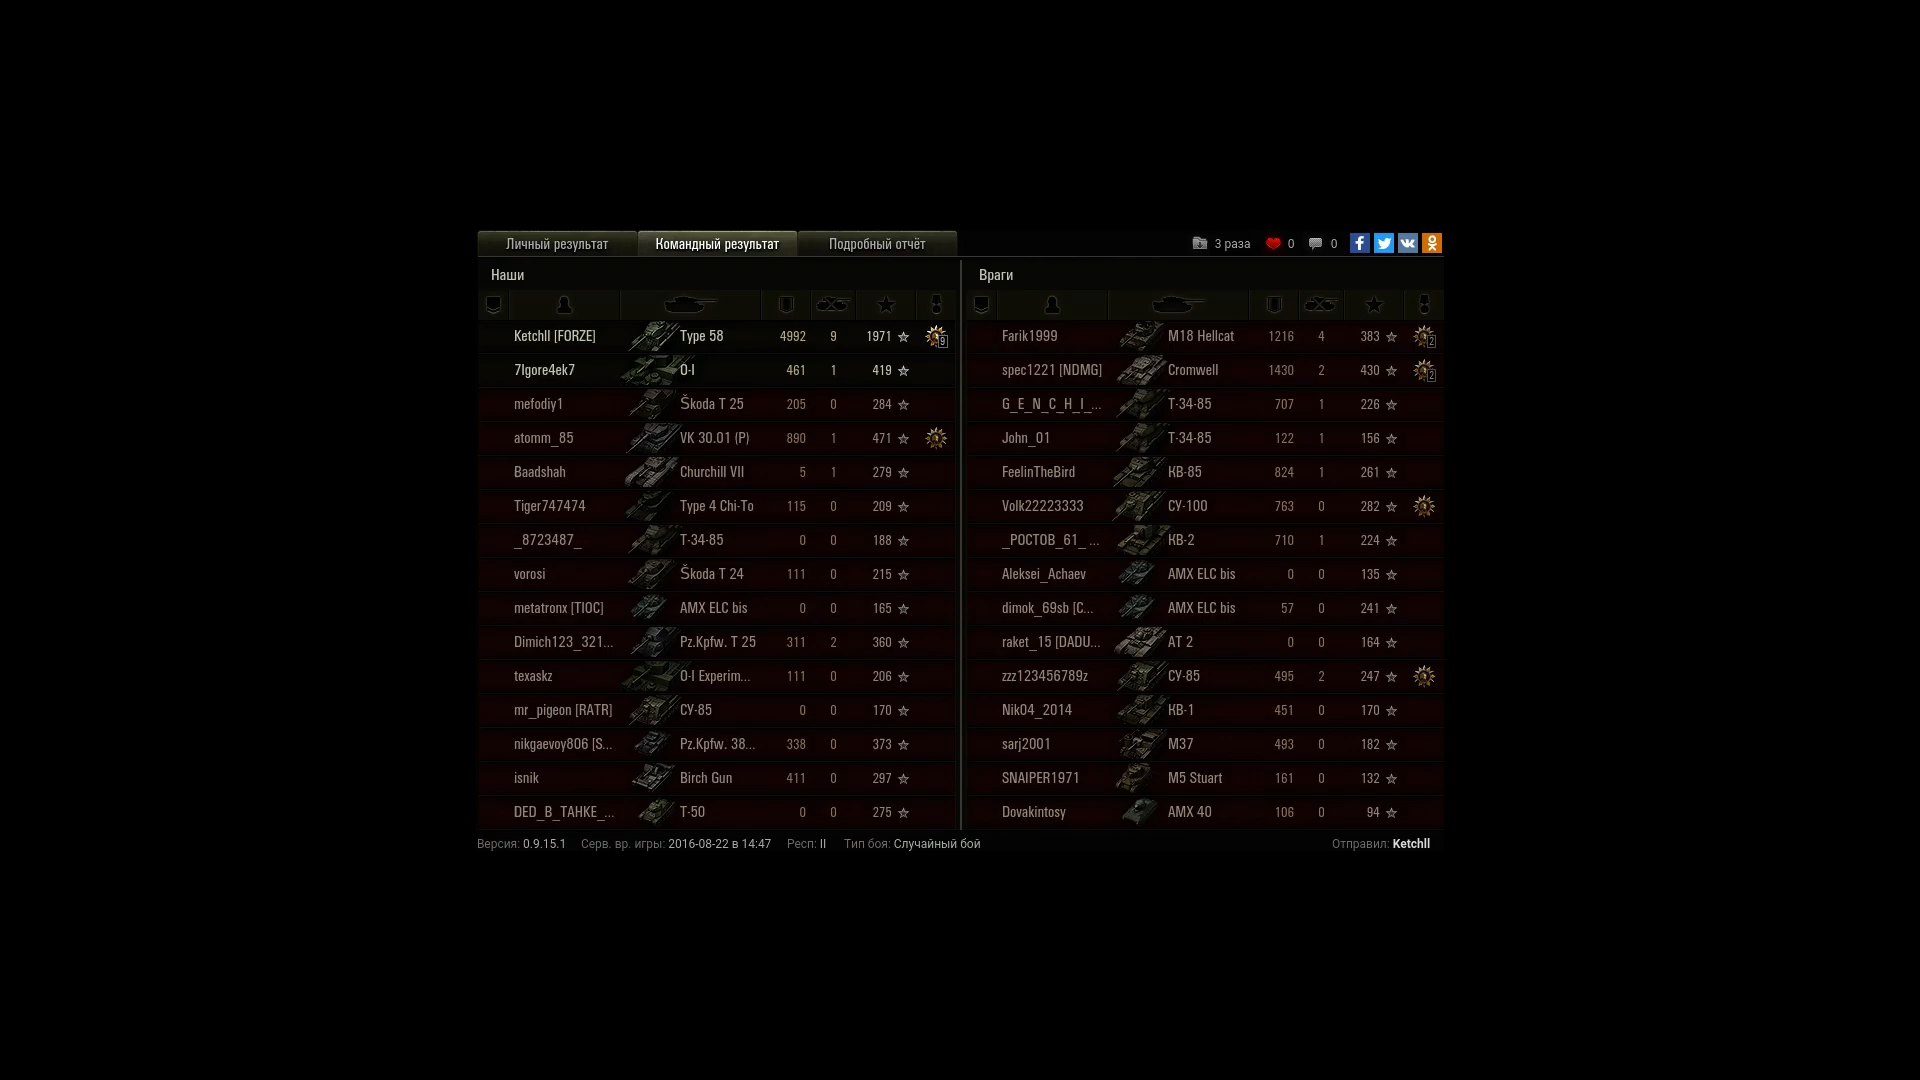 Личный результат Командный результат Подробный отчёт 3 раза 0 0
Наши Враги
Ketchll [FORZE] Type 58 4992 9 1971 9 Farik1999 M18 Hellcat 1216 4 383 2
7Igore4ek7 O-I 461 1 419 spec1221 [NDMG] Cromwell 1430 2 430 2
mefodiy1 Škoda T 25 205 0 284 G_E_N_C_H_I_... Т-34-85 707 1 226
atomm_85 VK 30.01 (P) 890 1 471 John_01 Т-34-85 122 1 156
Baadshah Churchill VII 5 1 279 FeelinTheBird КВ-85 824 1 261
Tiger747474 Type 4 Chi-To 115 0 209 Volk22223333 СУ-100 763 0 282
_8723487_ Т-34-85 0 0 188 _POCTOB_61_ ... КВ-2 710 1 224
vorosi Škoda T 24 111 0 215 Aleksei_Achaev AMX ELC bis 0 0 135
metatronx [TIOC] AMX ELC bis 0 0 165 dimok_69sb [C... AMX ELC bis 57 0 241
Dimich123_321... Pz.Kpfw. T 25 311 2 360 raket_15 [DADU... AT 2 0 0 164
texaskz O-I Experim... 111 0 206 zzz123456789z СУ-85 495 2 247
mr_pigeon [RATR] СУ-85 0 0 170 Nik04_2014 КВ-1 451 0 170
nikgaevoy806 [S... Pz.Kpfw. 38... 338 0 373 sarj2001 M37 493 0 182
isnik Birch Gun 411 0 297 SNAIPER1971 M5 Stuart 161 0 132
DED_B_TAHKE_... Т-50 0 0 275 Dovakintosy AMX 40 106 0 94
Версия: 0.9.15.1 Серв. вр. игры: 2016-08-22 в 14:47 Респ: II Тип боя: Случайный бой Отправил: Ketchll